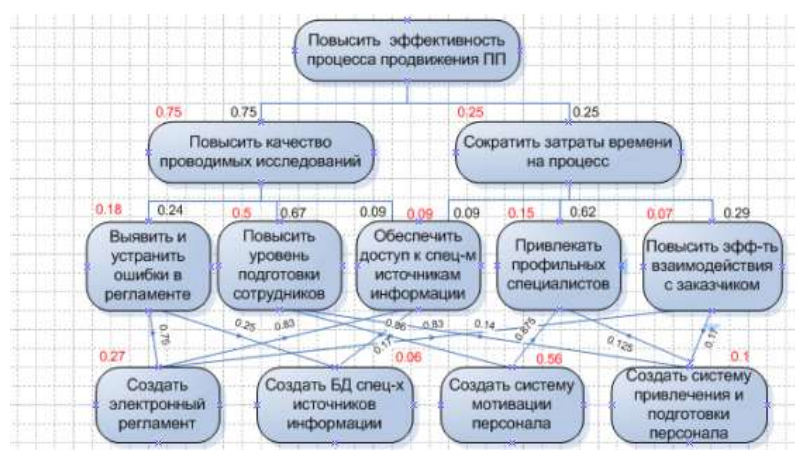 Повысить эффективность
процесса продвижения ПП
0.75 0.75 0.25 0.25
Повысить качество
проводимых исследований
Сократить затраты времени
на процесс
0.18 0.24 0.5 0.67 0.09 0.09 0.09 0.15 0.62 0.07 0.29
Выявить и
устранить
ошибки в
регламенте
Повысить
уровень
подготовки
сотрудников
Обеспечить
доступ к спец-м
источникам
информации
Привлекать
профильных
специалистов
Повысить эфф-ть
взаимодействия
с заказчиком
0.75 0.25 0.83 0.17 0.86 0.83 0.14 0.875 0.125 0.17
0.27 0.06 0.56 0.1
Создать
электронный
регламент
Создать БД спец-х
источников
информации
Создать систему
мотивации
персонала
Создать систему
привлечения и
подготовки
персонала